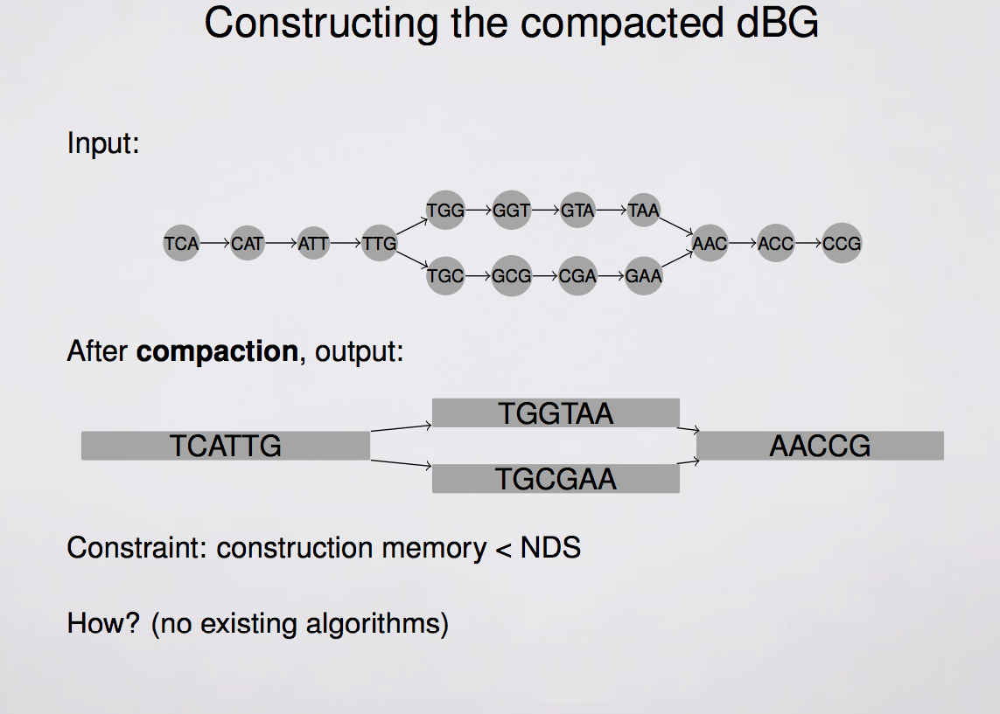 Constructing the compacted dBG
Input:
TGG GGT GTA TAA
TCA CAT ATT TTG AAC ACC CCG
TGC GCG CGA GAA
After compaction, output:
TGGTAA
TCATTG AACCG
TGCGAA
Constraint: construction memory < NDS
How? (no existing algorithms)